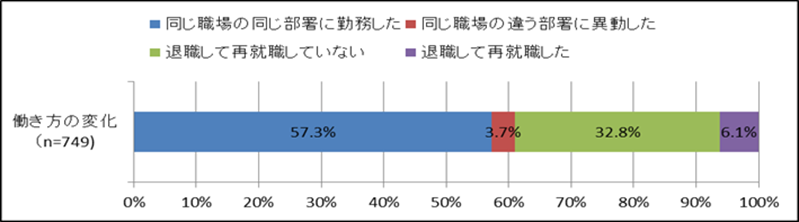 同じ職場の同じ部署に勤務した 同じ職場の違う部署に異動した
退職して再就職していない 退職して再就職した
働き方の変化
（n=749)
57.3% 3.7% 32.8% 6.1%
0% 10% 20% 30% 40% 50% 60% 70% 80% 90% 100%